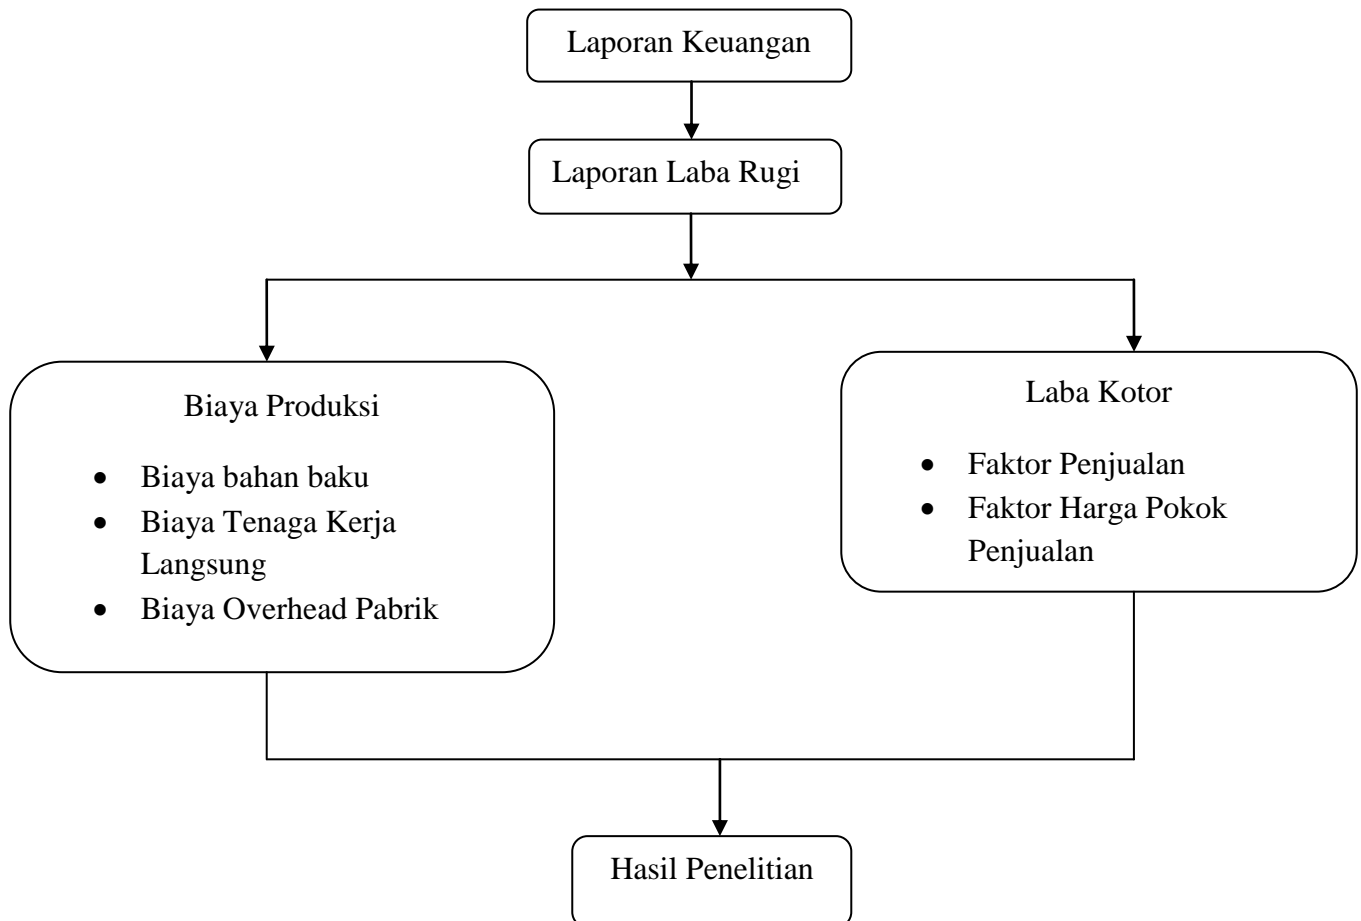 Laporan Keuangan
Laporan Laba Rugi
Biaya Produksi
• Biaya bahan baku
• Biaya Tenaga Kerja
Langsung
• Biaya Overhead Pabrik
Laba Kotor
• Faktor Penjualan
• Faktor Harga Pokok
Penjualan
Hasil Penelitian